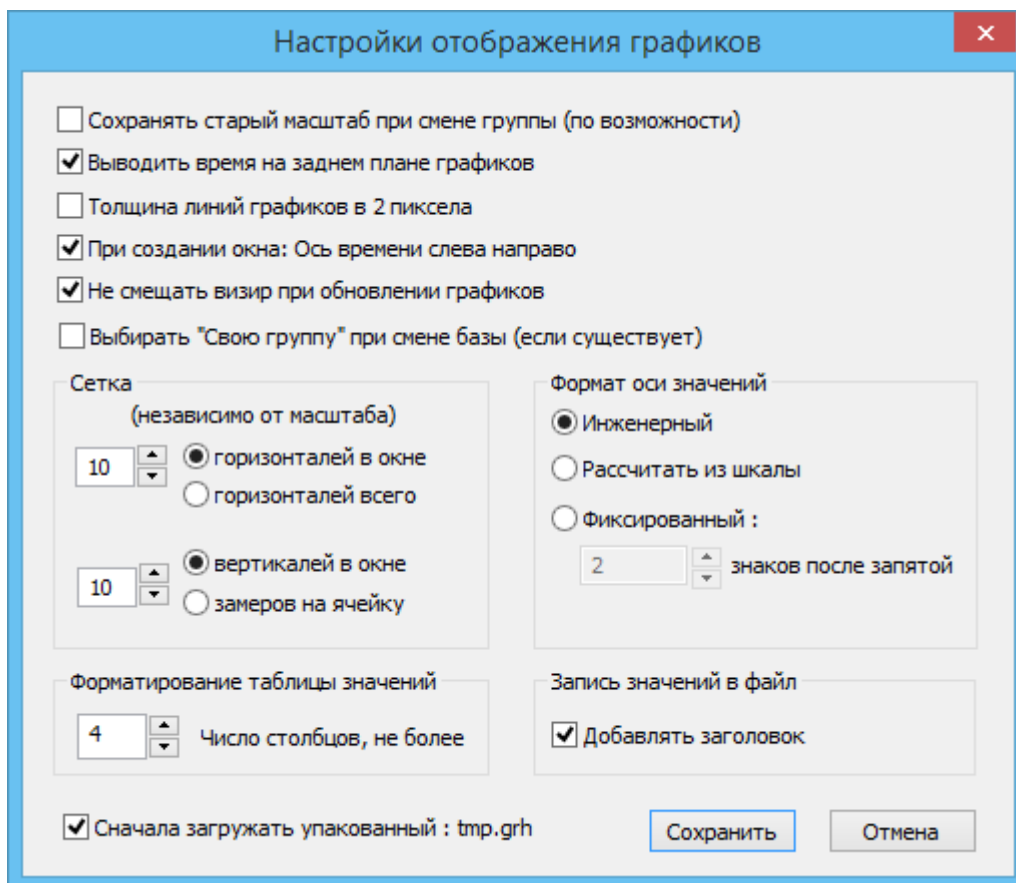 Настройки отображения графиков
Сохранять старый масштаб при смене группы (по возможности)
Выводить время на заднем плане графиков
Толщина линий графиков в 2 пиксела
При создании окна: Ось времени слева направо
Не смещать визир при обновлении графиков
Выбирать "Свою группу" при смене базы (если существует)
Сетка
(независимо от масштаба)
10
горизонталей в окне
горизонталей всего
10
вертикалей в окне
замеров на ячейку
Формат оси значений
Инженерный
Рассчитать из шкалы
Фиксированный :
2 знаков после запятой
Форматирование таблицы значений
4 Число столбцов, не более
Запись значений в файл
Добавлять заголовок
Сначала загружать упакованный : tmp.grh
Сохранить
Отмена